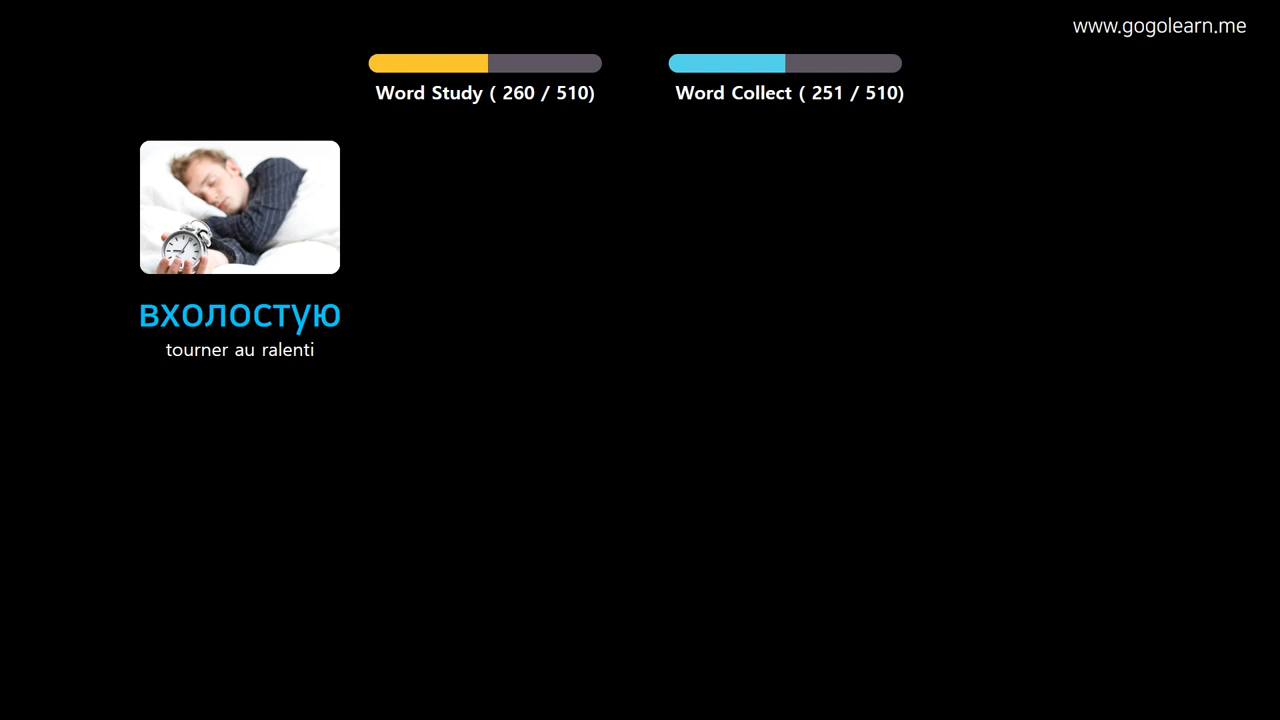 www.gogolearn.me
Word Study ( 260 / 510)
Word Collect ( 251 / 510)
вхолостую
tourner au ralenti